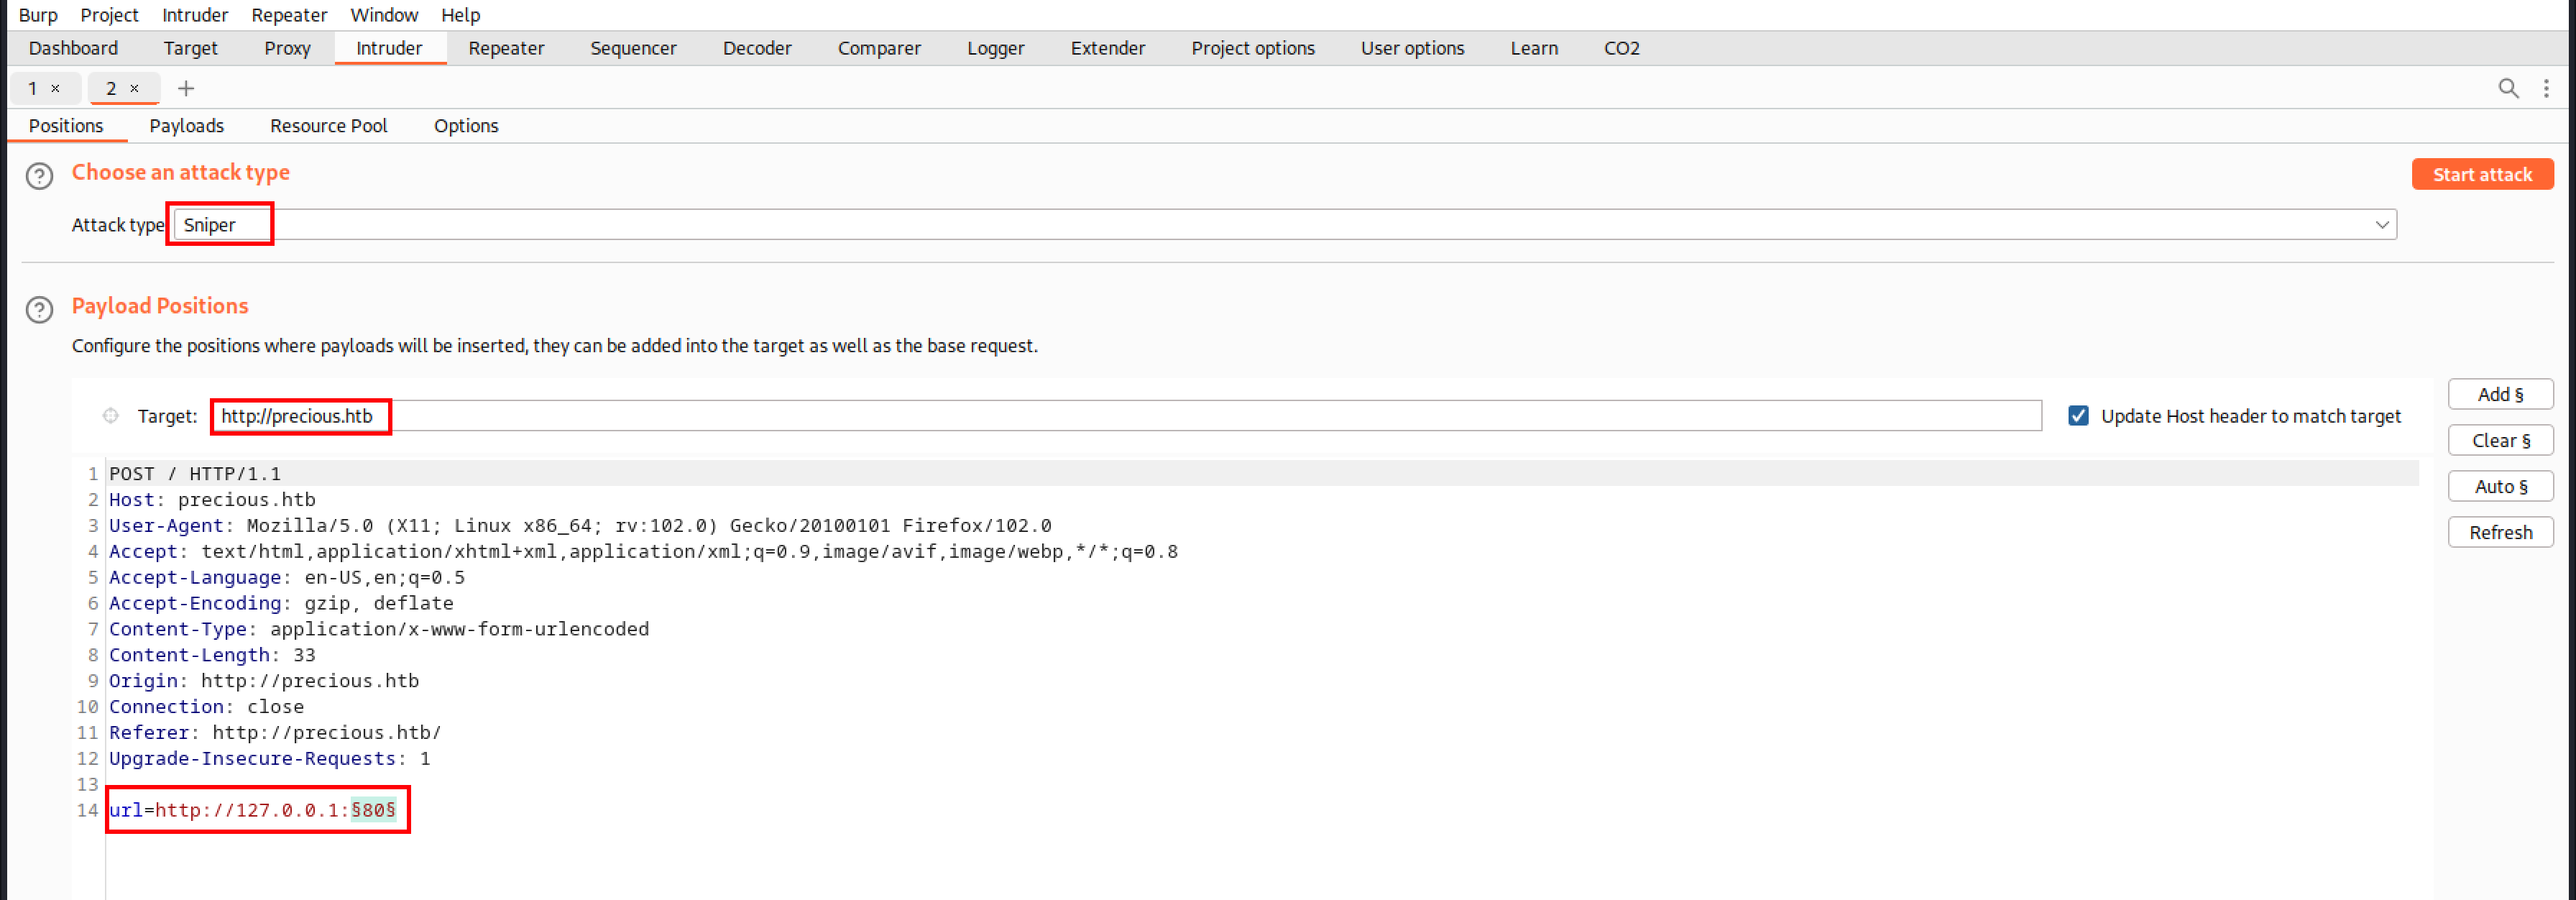 Burp Project Intruder Repeater Window Help
Dashboard Target Proxy Intruder Repeater Sequencer Decoder Comparer Logger Extender Project options User options Learn CO2
1 × 2 × +
Positions Payloads Resource Pool Options
? Choose an attack type Start attack
Attack type Sniper
? Payload Positions
Configure the positions where payloads will be inserted, they can be added into the target as well as the base request.
Target: http://precious.htb Update Host header to match target
Add §
Clear §
Auto §
Refresh
1 POST / HTTP/1.1
2 Host: precious.htb
3 User-Agent: Mozilla/5.0 (X11; Linux x86_64; rv:102.0) Gecko/20100101 Firefox/102.0
4 Accept: text/html,application/xhtml+xml,application/xml;q=0.9,image/avif,image/webp,*/*;q=0.8
5 Accept-Language: en-US,en;q=0.5
6 Accept-Encoding: gzip, deflate
7 Content-Type: application/x-www-form-urlencoded
8 Content-Length: 33
9 Origin: http://precious.htb
10 Connection: close
11 Referer: http://precious.htb/
12 Upgrade-Insecure-Requests: 1
13
14 url=http://127.0.0.1:§80§